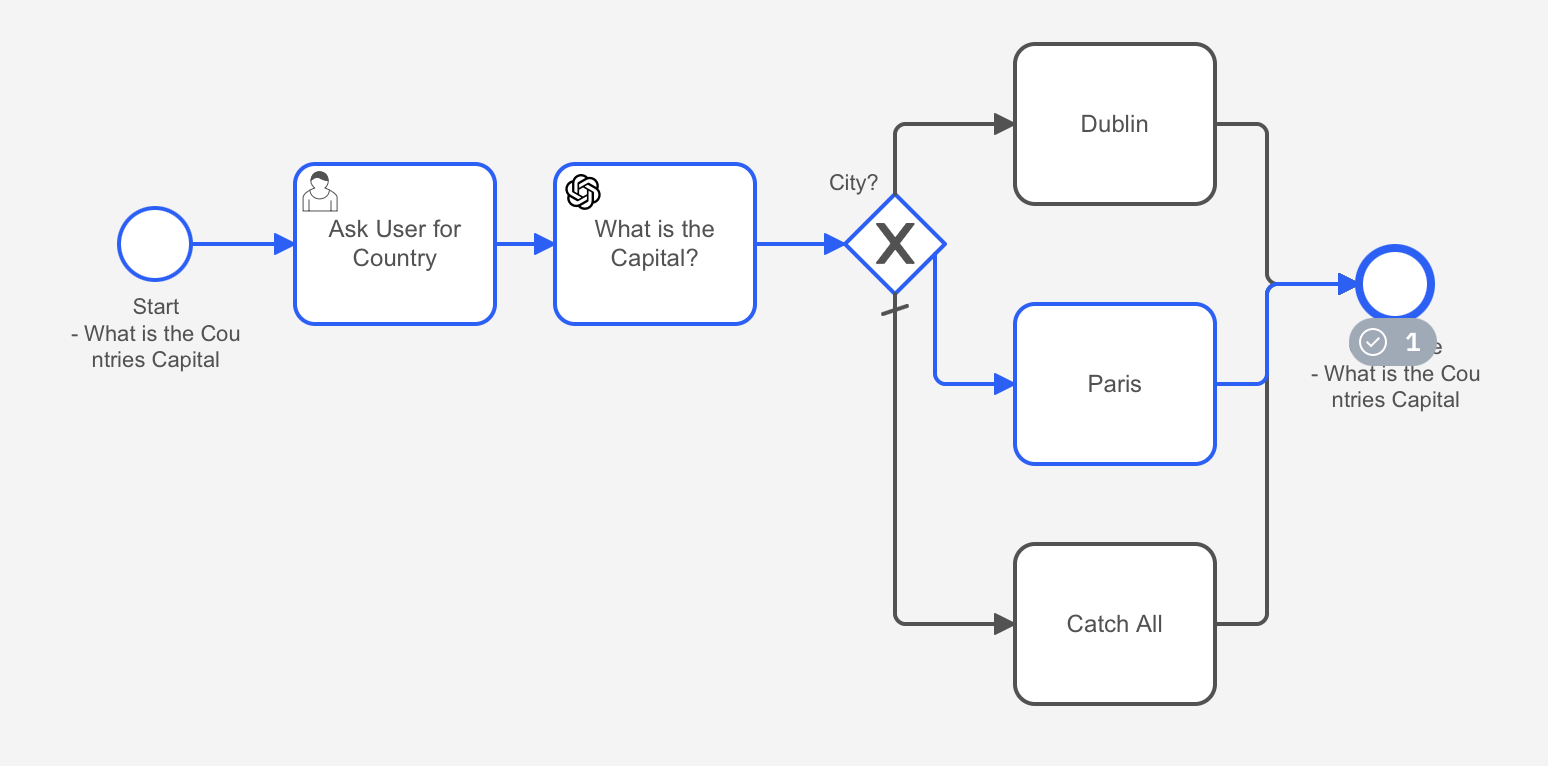 Start
- What is the Cou
ntries Capital
Ask User for
Country
What is the
Capital?
City?
X
Dublin
Paris
Catch All
1
- What is the Cou
ntries Capital